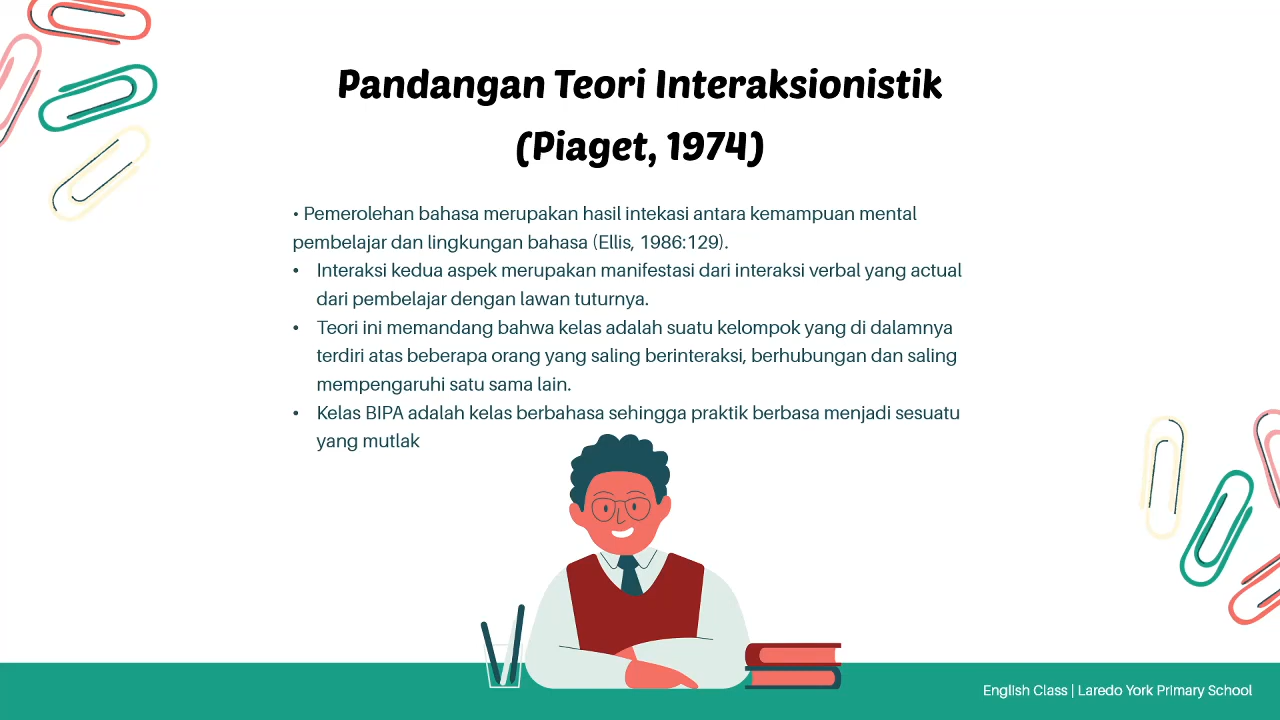 Pandangan Teori Interaksionistik
(Piaget, 1974)
• Pemerolehan bahasa merupakan hasil intekasi antara kemampuan mental
pembelajar dan lingkungan bahasa (Ellis, 1986:129).
• Interaksi kedua aspek merupakan manifestasi dari interaksi verbal yang actual
dari pembelajar dengan lawan tuturnya.
• Teori ini memandang bahwa kelas adalah suatu kelompok yang di dalamnya
terdiri atas beberapa orang yang saling berinteraksi, berhubungan dan saling
mempengaruhi satu sama lain.
• Kelas BIPA adalah kelas berbahasa sehingga praktik berbasa menjadi sesuatu
yang mutlak
English Class | Laredo York Primary School